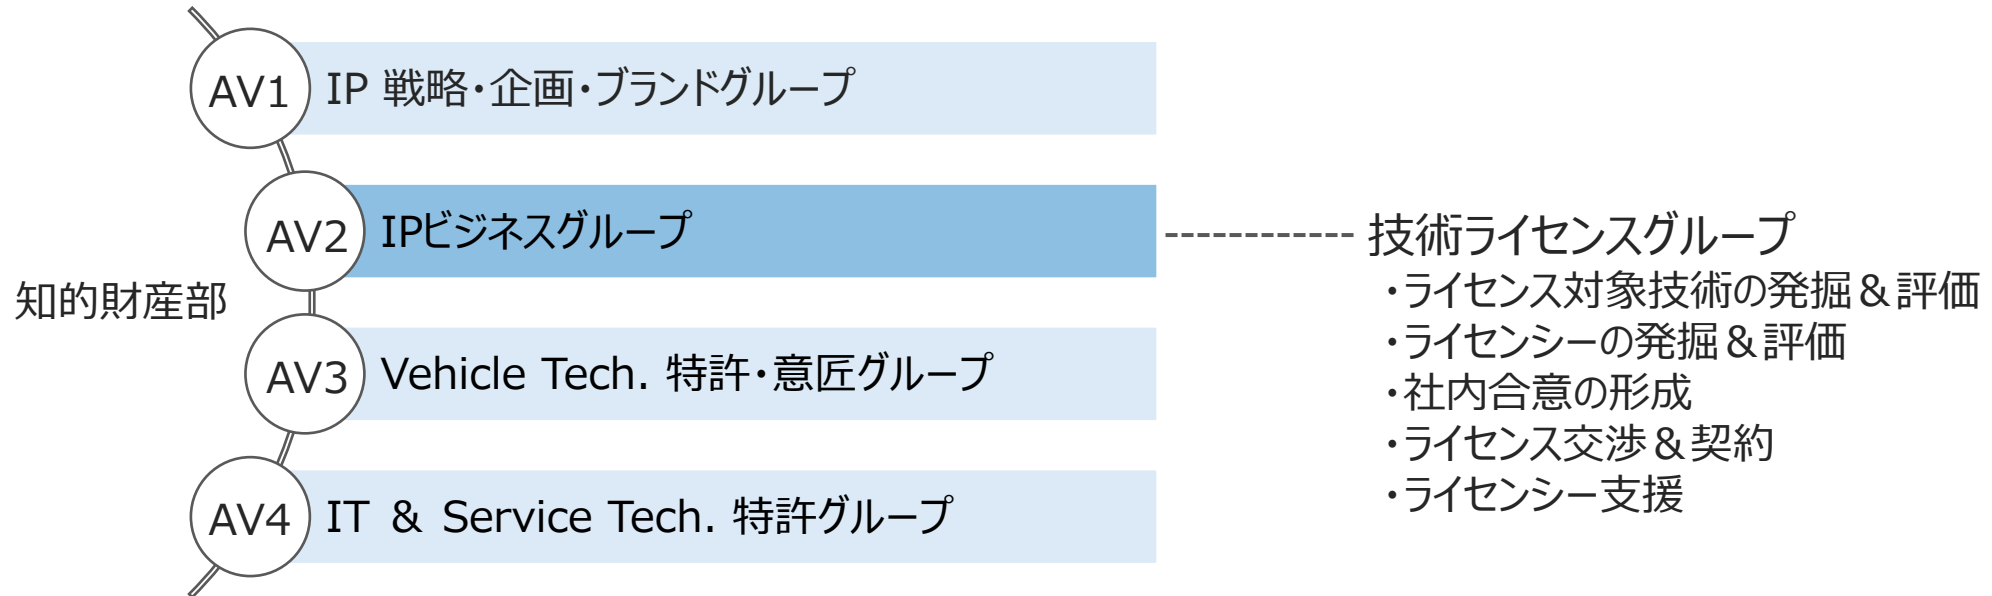 知的財産部
AV1 IP 戦略・企画・ブランドグループ
AV2 IPビジネスグループ
AV3 Vehicle Tech. 特許・意匠グループ
AV4 IT & Service Tech. 特許グループ
技術ライセンスグループ
・ライセンス対象技術の発掘＆評価
・ライセンシーの発掘＆評価
・社内合意の形成
・ライセンス交渉＆契約
・ライセンシー支援